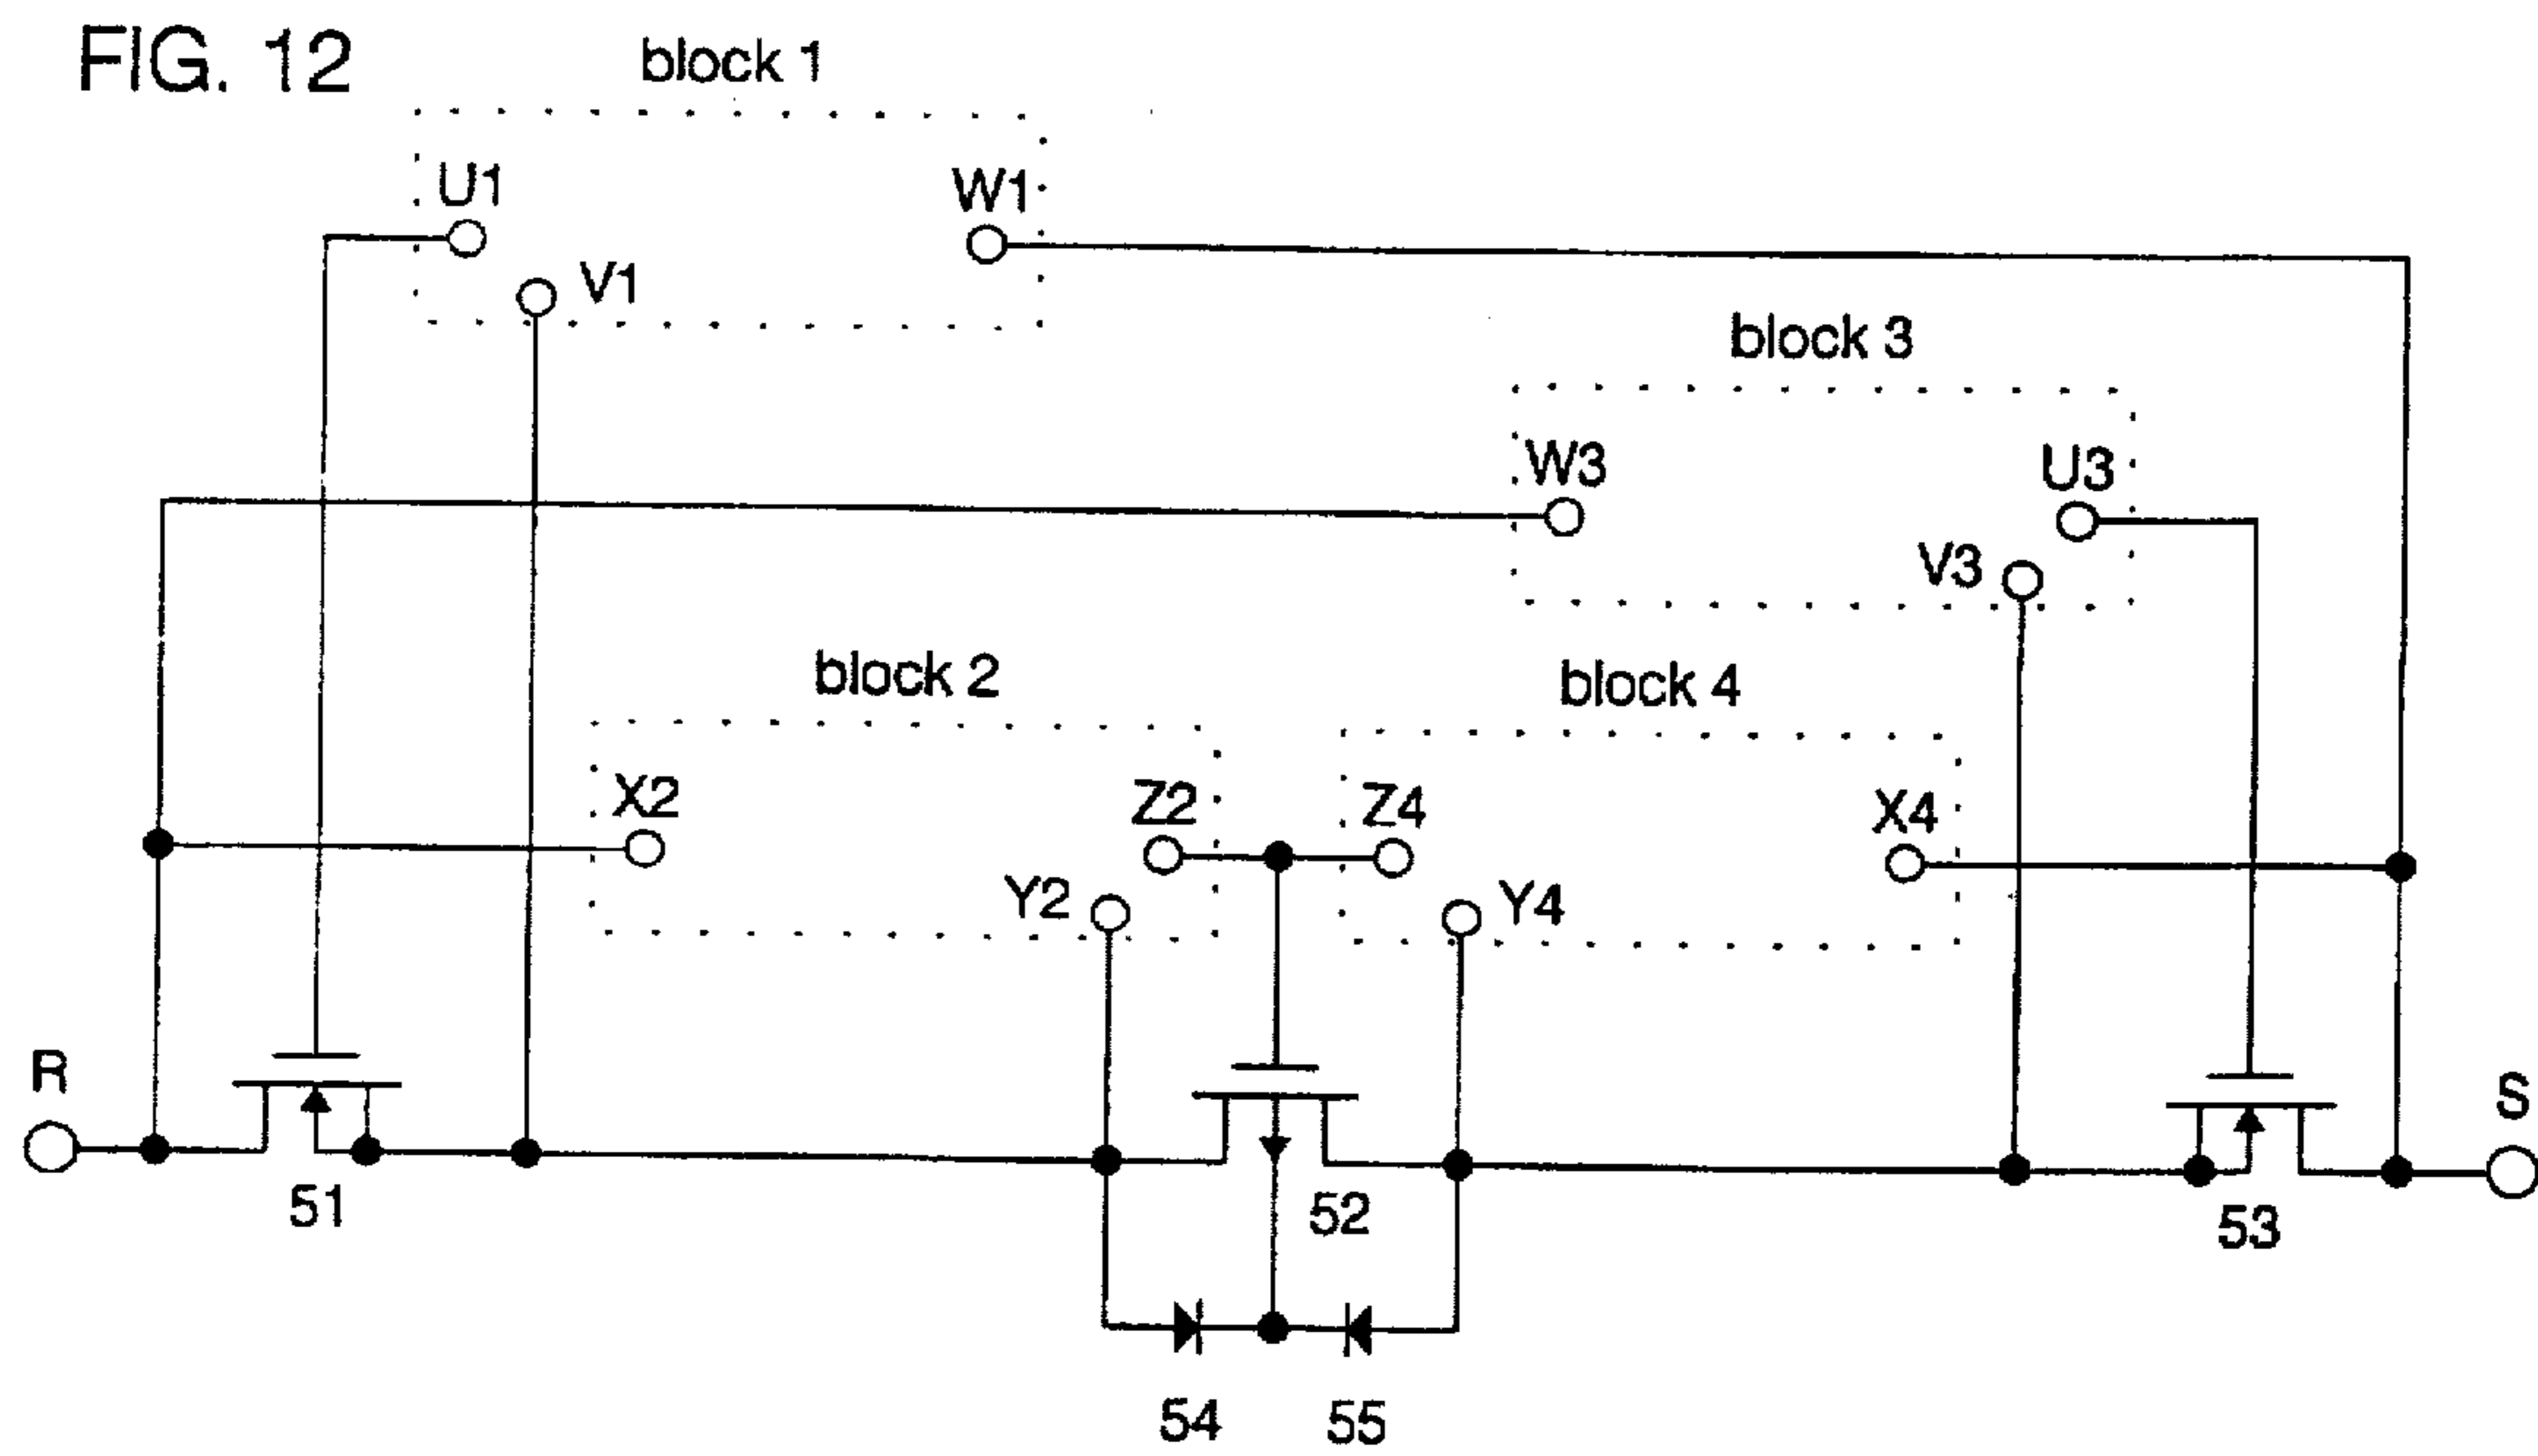 FIG. 12
block 1
U1
W1
V1
block 3
W3
U3
V3
block 2
block 4
X2
Z2
Z4
X4
Y2
Y4
R
S
51
52
53
54
55